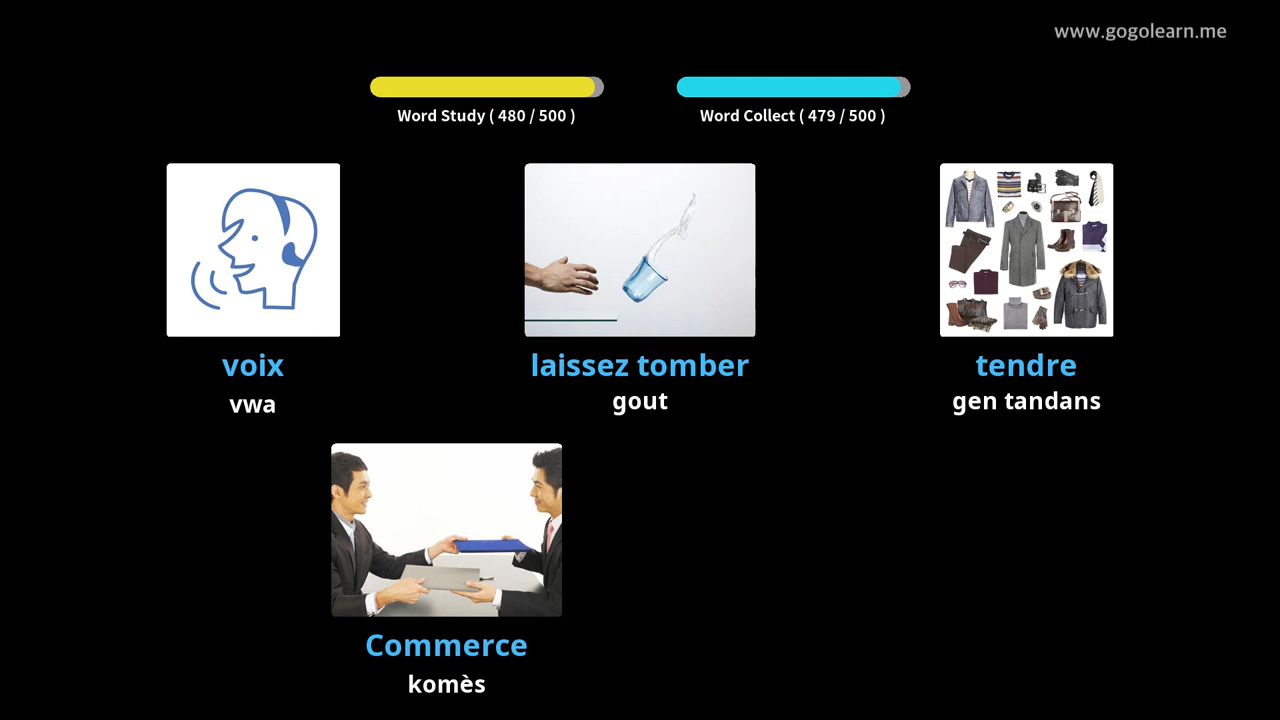 www.gogolearn.me
Word Study ( 480 / 500 )
Word Collect ( 479 / 500 )
voix
vwa
laissez tomber
gout
tendre
gen tandans
Commerce
komès